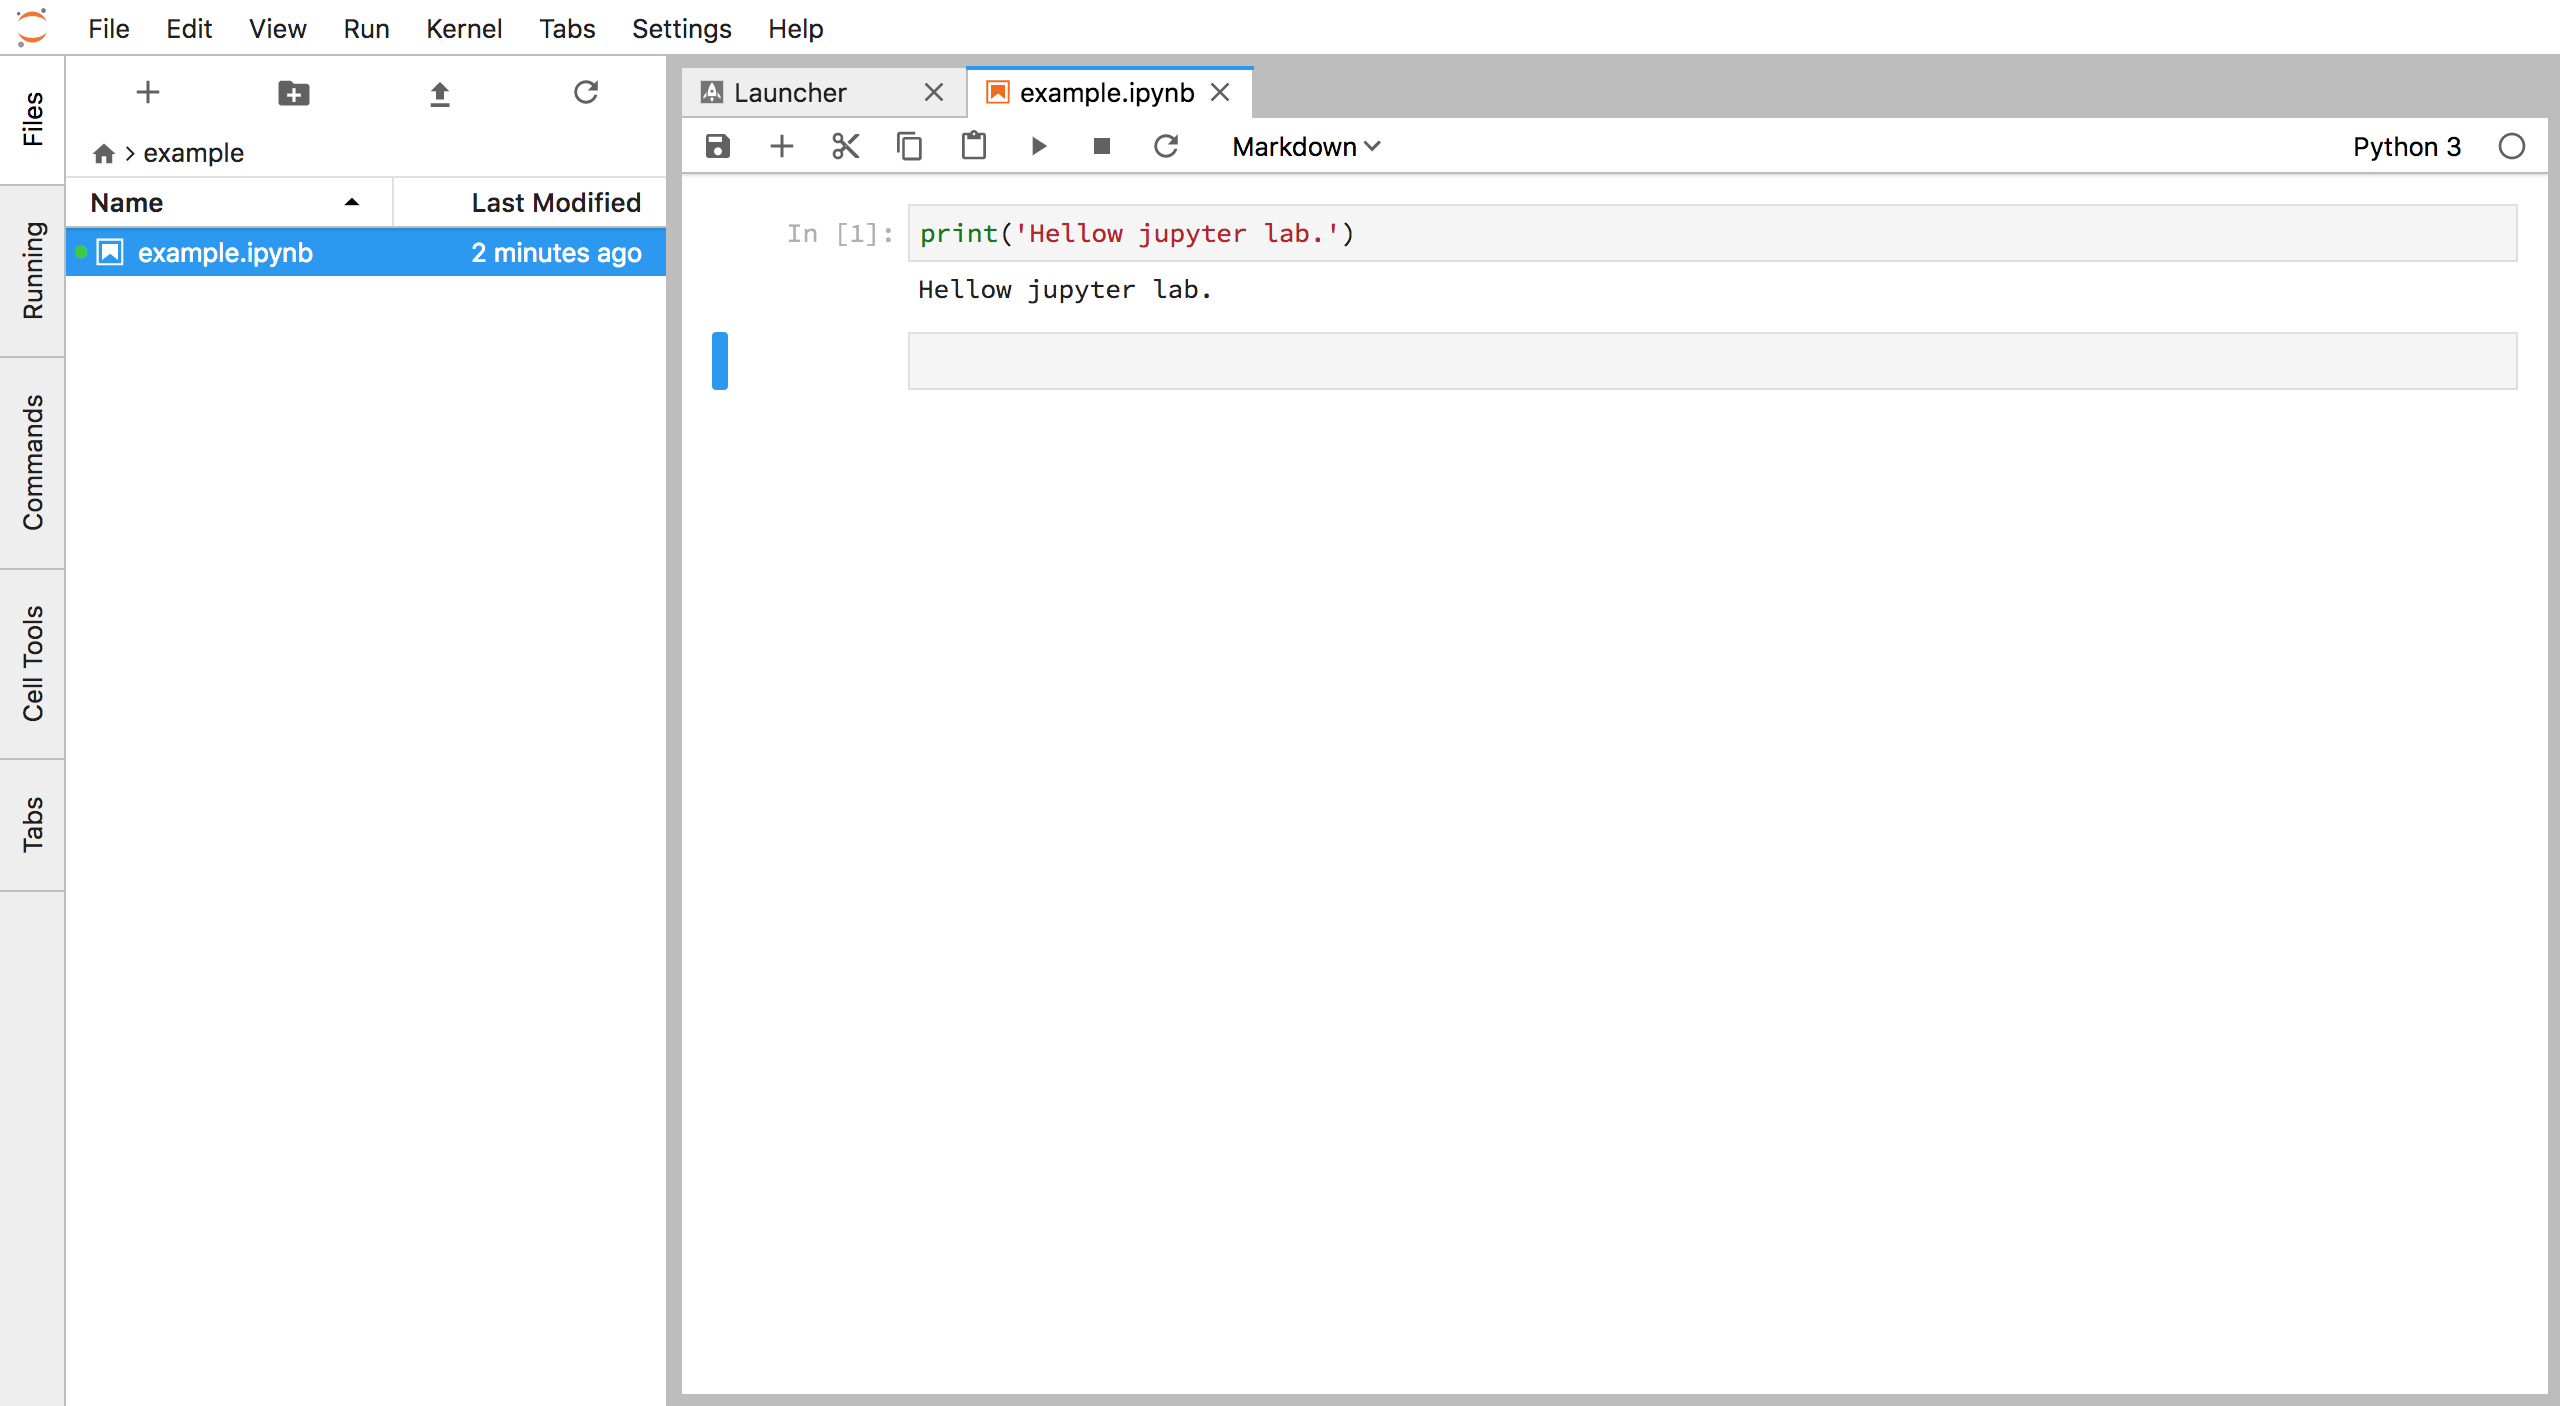 File Edit View Run Kernel Tabs Settings Help
Files
Running
Commands
Cell Tools
Tabs
example
Name Last Modified
example.ipynb 2 minutes ago
Launcher example.ipynb
Markdown Python 3
In [1]: print('Hellow jupyter lab.')
Hellow jupyter lab.